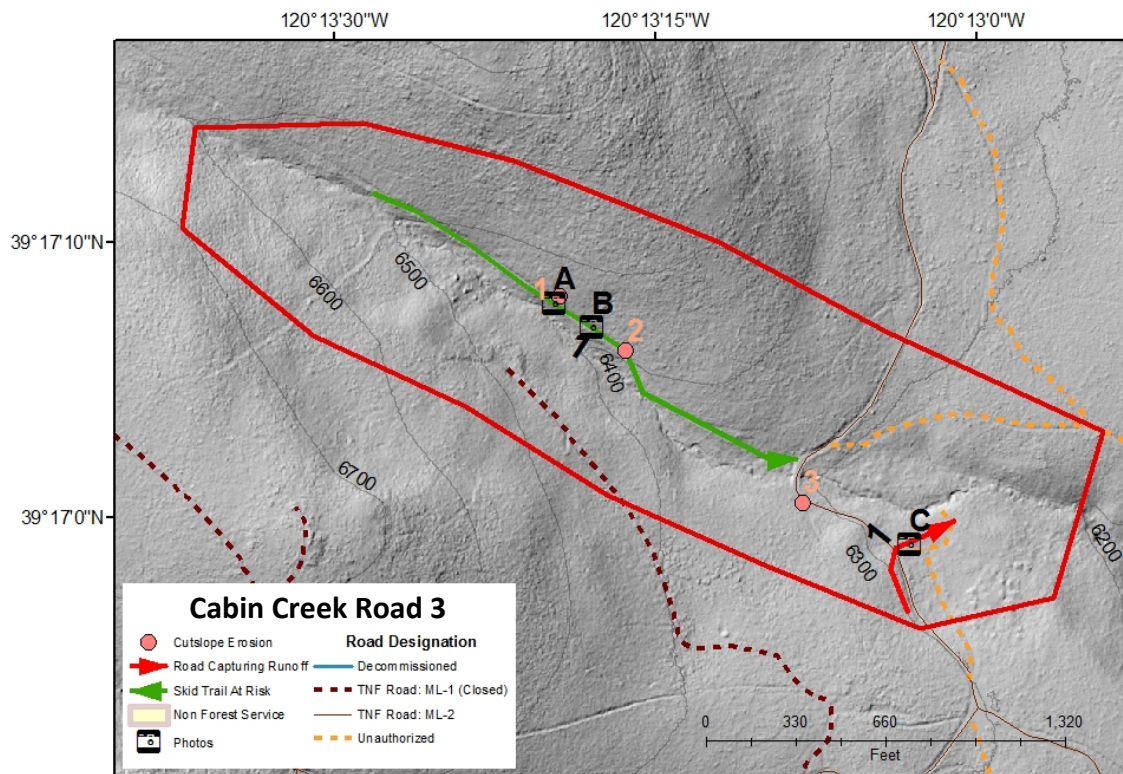 120°13'30"W 120°13'15"W 120°13'0"W
39°17'10"N
6500
6600
A
1
B
1
2
6400
6700
39°17'0"N
3
1
C
6300
6200
Cabin Creek Road 3
Cutslope Erosion
Road Capturing Runoff
Skid Trail At Risk
Non Forest Service
Photos
Road Designation
Decommissioned
TNF Road: ML-1 (Closed)
TNF Road: ML-2
Unauthorized
0 330 660 1,320
Feet